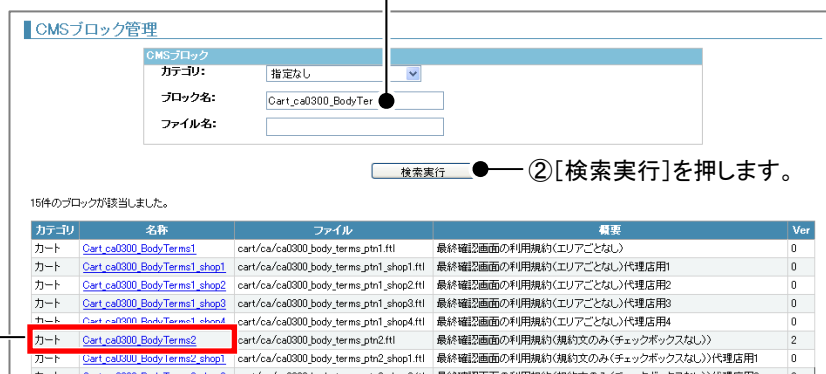 CMSブロック管理
CMSブロック
カテゴリ: 指定なし
ブロック名: Cart_ca0300_BodyTer
ファイル名:
検索実行 ②[検索実行]を押します。
15件のブロックが該当しました。
カテゴリ 名称 ファイル 概要 Ver
カート Cart_ca0300_BodyTerms1 cart/ca/ca0300_body_terms_ptn1.ftl 最終確認画面の利用規約(エリアごとなし) 0
カート Cart_ca0300_BodyTerms1_shop1 cart/ca/ca0300_body_terms_ptn1_shop1.ftl 最終確認画面の利用規約(エリアごとなし)代理店用1 0
カート Cart_ca0300_BodyTerms1_shop2 cart/ca/ca0300_body_terms_ptn1_shop2.ftl 最終確認画面の利用規約(エリアごとなし)代理店用2 0
カート Cart_ca0300_BodyTerms1_shop3 cart/ca/ca0300_body_terms_ptn1_shop3.ftl 最終確認画面の利用規約(エリアごとなし)代理店用3 0
カート Cart_ca0300_BodyTerms1_shop4 cart/ca/ca0300_body_terms_ptn1_shop4.ftl 最終確認画面の利用規約(エリアごとなし)代理店用4 0
カート Cart_ca0300_BodyTerms2 cart/ca/ca0300_body_terms_ptn2.ftl 最終確認画面の利用規約(規約文のみ(チェックボックスなし)) 2
カート Cart_ca0300_BodyTerms2_shop1 cart/ca/ca0300_body_terms_ptn2_shop1.ftl 最終確認画面の利用規約(規約文のみ(チェックボックスなし))代理店用1 0